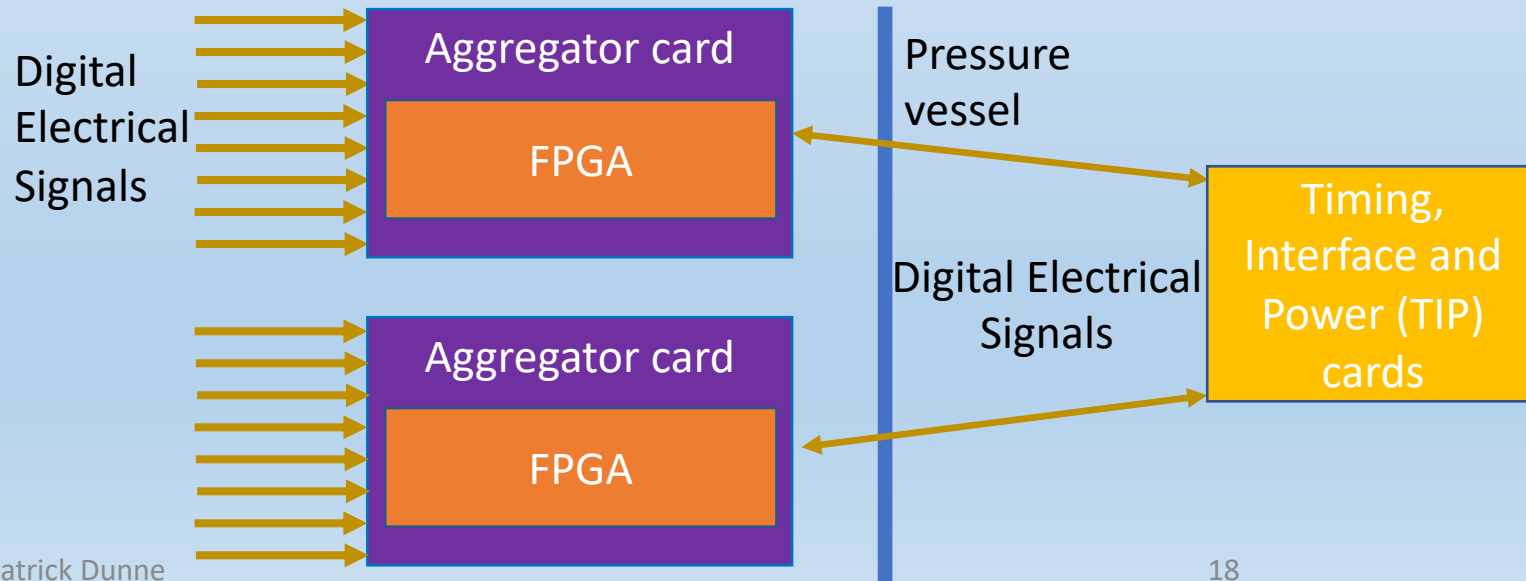 Digital
Electrical
Signals
Aggregator card
FPGA
Pressure
vessel
Timing,
Interface and
Power (TIP)
cards
Digital Electrical
Signals
Aggregator card
FPGA
atrick Dunne
18